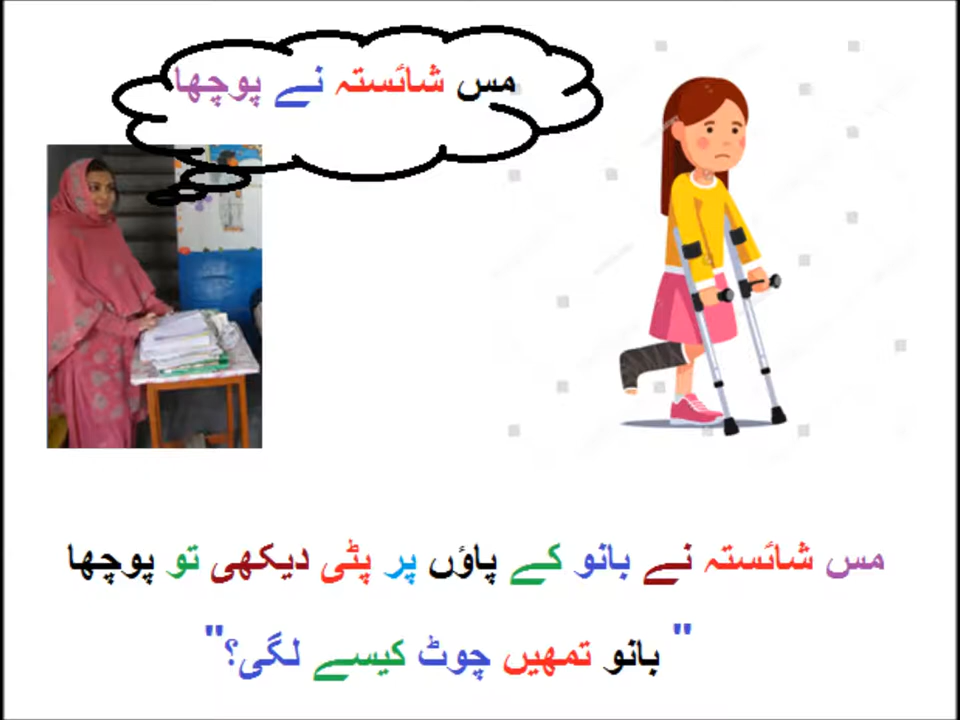 مس شائستہ نے پوچھا
مس شائستہ نے بانو کے پاؤں پر پٹی دیکھی تو پوچھا
" بانو تمھیں چوٹ کیسے لگی؟"